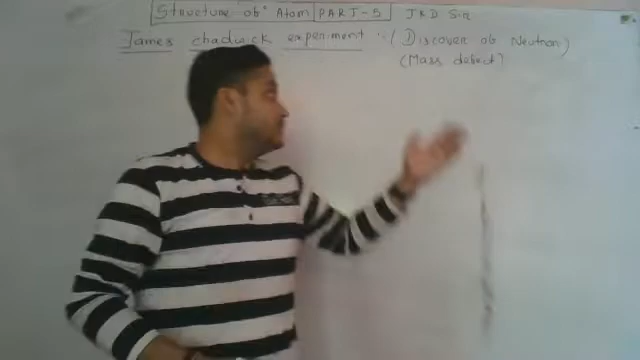 Structure of Atom PART-5 JKD Sir
James chadwick experiment :- (Discover of Neutron)
(Mass defect)